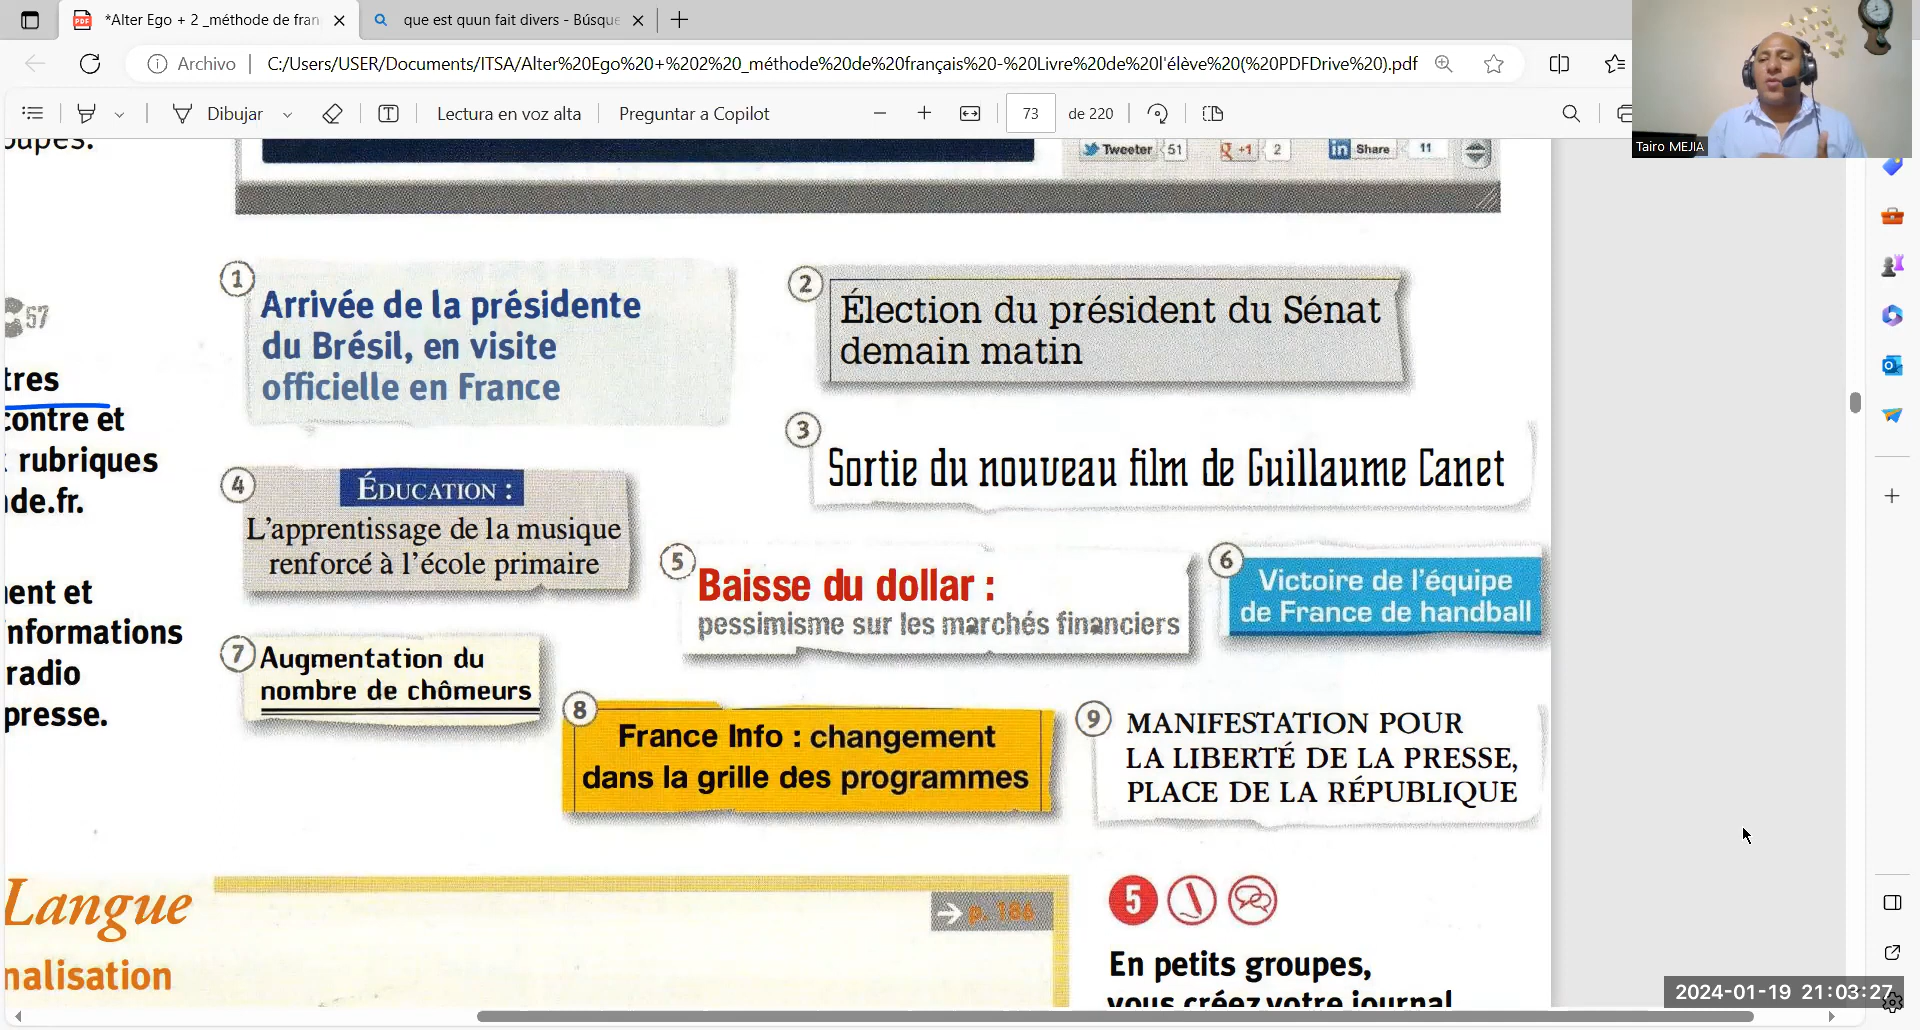 *Alter Ego + 2 _méthode de fran
que est quun fait divers - Búsque
Archivo
C:/Users/USER/Documents/ITSA/Alter%20Ego%20+%202%20_méthode%20de%20français%20-%20Livre%20de%20l'élève%20(%20PDFDrive%20).pdf
Dibujar
Lectura en voz alta
Preguntar a Copilot
73
de 220
Tairo MEJIA
oupes.
Tweeter 51
+1 2
in Share 11
1
Arrivée de la présidente
du Brésil, en visite
officielle en France
2
Élection du président du Sénat
demain matin
57
tres
contre et
rubriques
de.fr.
3
Sortie du nouveau film de Guillaume Canet
4
ÉDUCATION :
L'apprentissage de la musique
renforcé à l'école primaire
5
Baisse du dollar :
pessimisme sur les marchés financiers
6
Victoire de l'équipe
de France de handball
ent et
nformations
radio
presse.
7
Augmentation du
nombre de chômeurs
8
France Info : changement
dans la grille des programmes
9
MANIFESTATION POUR
LA LIBERTÉ DE LA PRESSE,
PLACE DE LA RÉPUBLIQUE
Langue
nalisation
p. 186
5
En petits groupes,
vous créez votre journal
2024-01-19 21:03:27